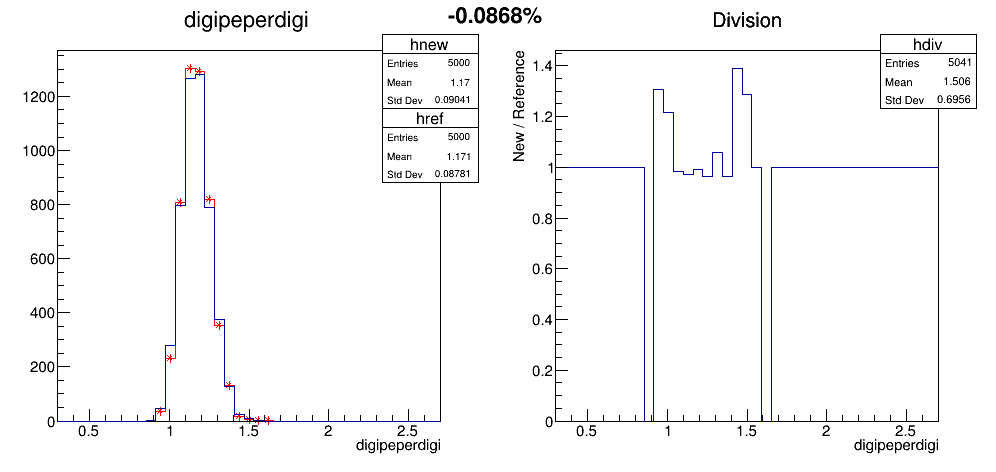 -0.0868%
digipeperdigi
hnew
Entries 5000
Mean 1.17
Std Dev 0.09041
href
Entries 5000
Mean 1.171
Std Dev 0.08781
1200
1000
800
600
400
200
0
0.5 1 1.5 2 2.5
digipeperdigi
Division
hdiv
Entries 5041
Mean 1.506
Std Dev 0.6956
New / Reference
1.4
1.2
1
0.8
0.6
0.4
0.2
0
0.5 1 1.5 2 2.5
digipeperdigi